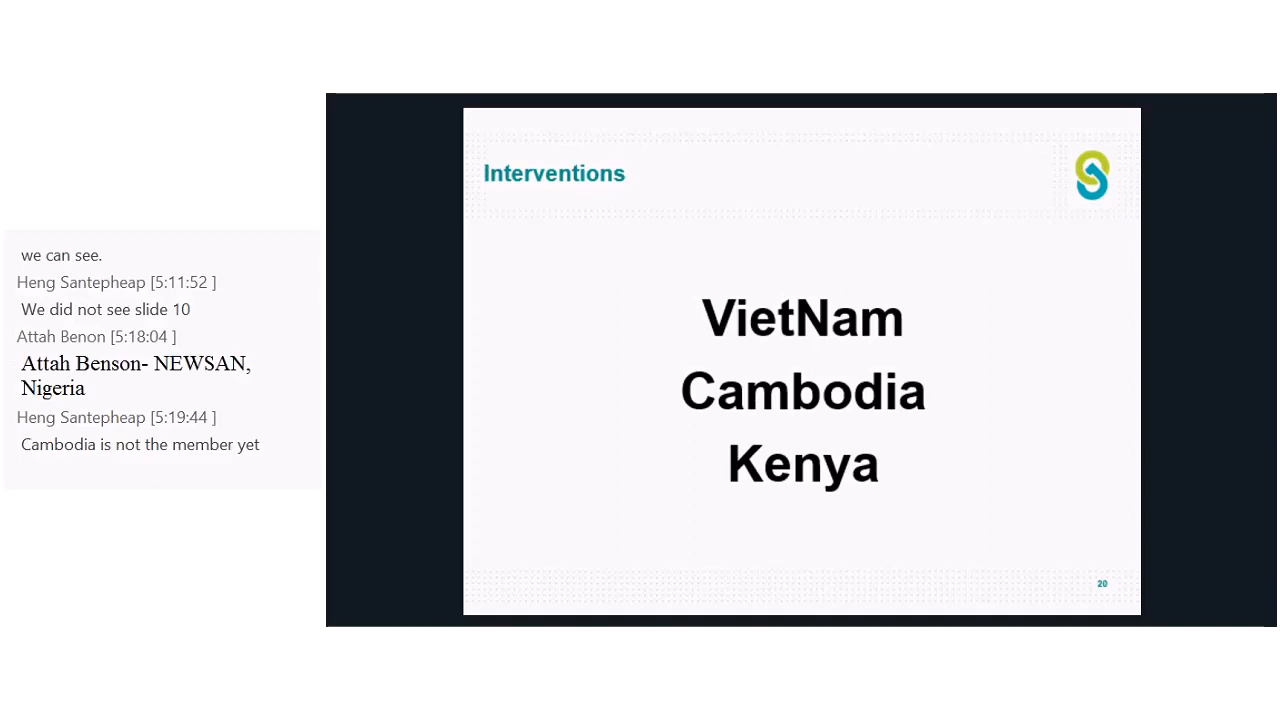 we can see.
Heng Santepheap [5:11:52 ]
We did not see slide 10
Attah Benon [5:18:04 ]
Attah Benson- NEWSAN,
Nigeria
Heng Santepheap [5:19:44 ]
Cambodia is not the member yet
Interventions
VietNam
Cambodia
Kenya
20